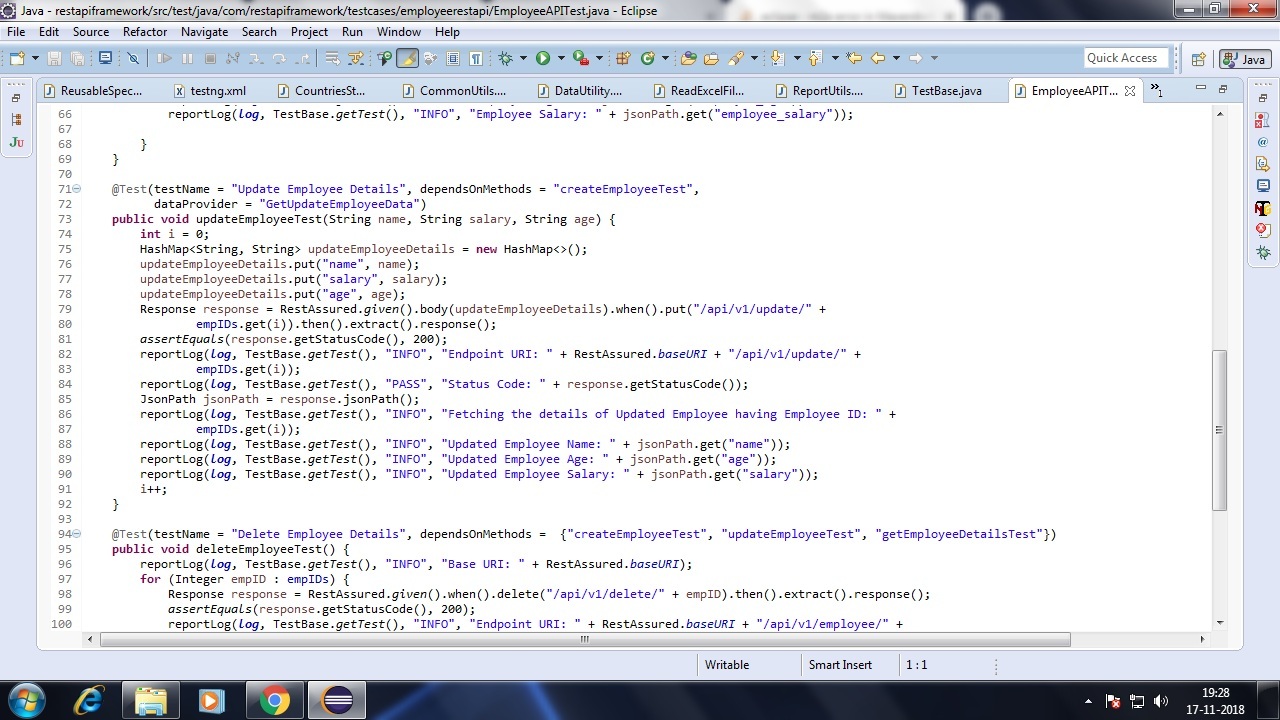 Java - restapiframework/src/test/java/com/restapiframework/testcases/employeerestapi/EmployeeAPITest.java - Eclipse
File Edit Source Refactor Navigate Search Project Run Window Help
Quick Access Java
ReusableSpec... testng.xml CountriesSt... CommonUtils.... DataUtility.... ReadExcelFil... ReportUtils.... TestBase.java EmployeeAPIT... »1
66 reportLog(log, TestBase.getTest(), "INFO", "Employee Salary: " + jsonPath.get("employee_salary"));
67
68 }
69 }
70
71 @Test(testName = "Update Employee Details", dependsOnMethods = "createEmployeeTest",
72 dataProvider = "GetUpdateEmployeeData")
73 public void updateEmployeeTest(String name, String salary, String age) {
74 int i = 0;
75 HashMap<String, String> updateEmployeeDetails = new HashMap<>();
76 updateEmployeeDetails.put("name", name);
77 updateEmployeeDetails.put("salary", salary);
78 updateEmployeeDetails.put("age", age);
79 Response response = RestAssured.given().body(updateEmployeeDetails).when().put("/api/v1/update/" +
80 empIDs.get(i)).then().extract().response();
81 assertEquals(response.getStatusCode(), 200);
82 reportLog(log, TestBase.getTest(), "INFO", "Endpoint URI: " + RestAssured.baseURI + "/api/v1/update/" +
83 empIDs.get(i));
84 reportLog(log, TestBase.getTest(), "PASS", "Status Code: " + response.getStatusCode());
85 JsonPath jsonPath = response.jsonPath();
86 reportLog(log, TestBase.getTest(), "INFO", "Fetching the details of Updated Employee having Employee ID: " +
87 empIDs.get(i));
88 reportLog(log, TestBase.getTest(), "INFO", "Updated Employee Name: " + jsonPath.get("name"));
89 reportLog(log, TestBase.getTest(), "INFO", "Updated Employee Age: " + jsonPath.get("age"));
90 reportLog(log, TestBase.getTest(), "INFO", "Updated Employee Salary: " + jsonPath.get("salary"));
91 i++;
92 }
93
94 @Test(testName = "Delete Employee Details", dependsOnMethods = {"createEmployeeTest", "updateEmployeeTest", "getEmployeeDetailsTest"})
95 public void deleteEmployeeTest() {
96 reportLog(log, TestBase.getTest(), "INFO", "Base URI: " + RestAssured.baseURI);
97 for (Integer empID : empIDs) {
98 Response response = RestAssured.given().when().delete("/api/v1/delete/" + empID).then().extract().response();
99 assertEquals(response.getStatusCode(), 200);
100 reportLog(log, TestBase.getTest(), "INFO", "Endpoint URI: " + RestAssured.baseURI + "/api/v1/employee/" +
Writable Smart Insert 1 : 1
19:28
17-11-2018